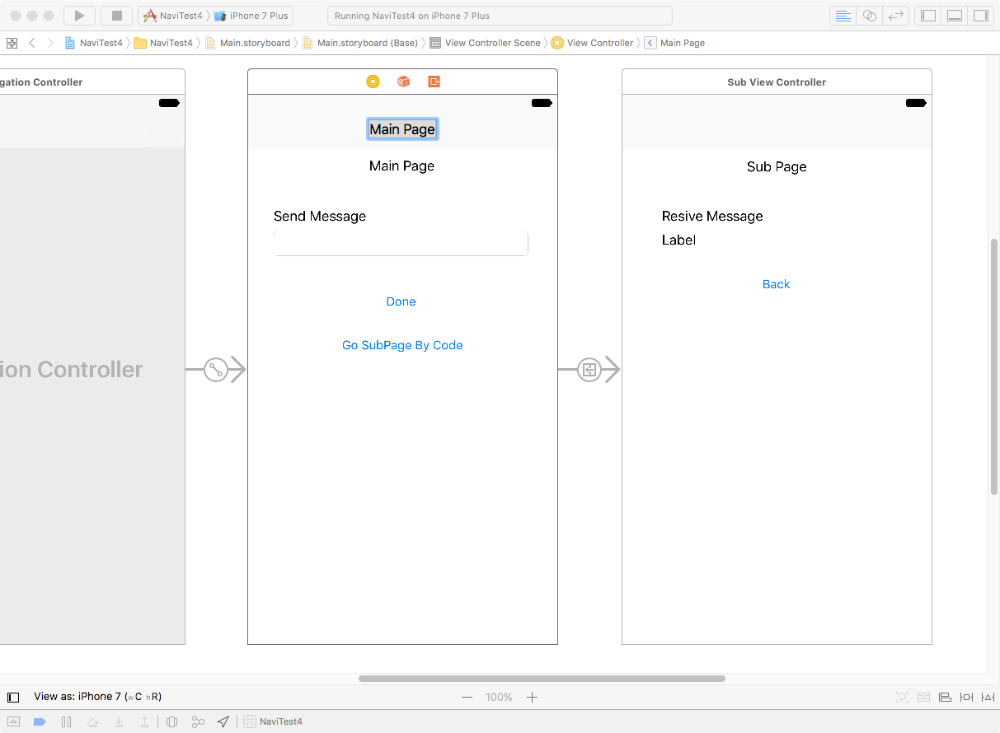 NaviTest4 iPhone 7 Plus
Running NaviTest4 on iPhone 7 Plus
NaviTest4 NaviTest4 Main.storyboard Main.storyboard (Base) View Controller Scene View Controller Main Page
gation Controller
Sub View Controller
Main Page
Main Page
Sub Page
Send Message
Resive Message
Label
Back
Done
Go SubPage By Code
ion Controller
View as: iPhone 7 (wC hR)
100%
NaviTest4